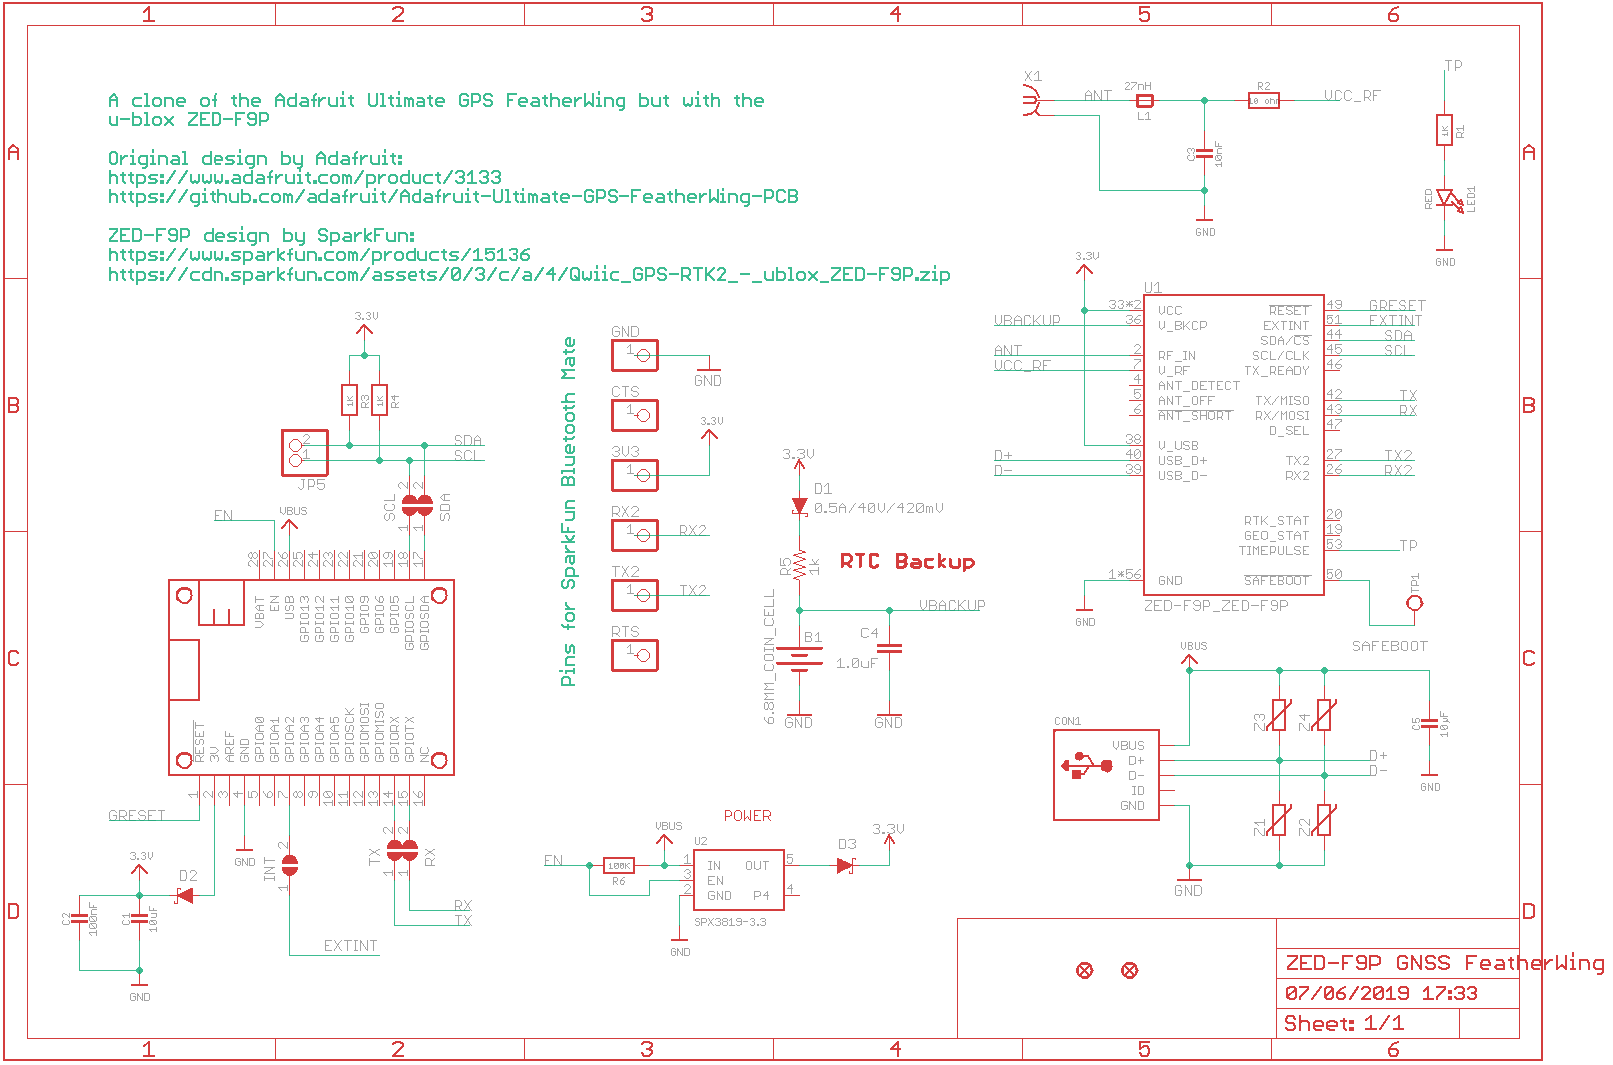 1 2 3 4 5 6
A clone of the Adafruit Ultimate GPS FeatherWing but with the
u-blox ZED-F9P
Original design by Adafruit:
https://www.adafruit.com/product/3133
https://github.com/adafruit/Adafruit-Ultimate-GPS-FeatherWing-PCB
ZED-F9P design by SparkFun:
https://www.sparkfun.com/products/15136
https://cdn.sparkfun.com/assets/0/3/c/a/4/Qwiic_GPS-RTK2_-_ublox_ZED-F9P.zip
X1
ANT
27nH
L1
R2
10 ohm
VCC_RF
C3
10nF
GND
TP
1K
R1
RED
LED1
GND
A
A
B
B
C
C
D
D
3.3V
1K
R3
1K
R4
2
1
JP5
SDA
SCL
SCL
2
2
1
1
SDA
EN
VBUS
28 27 26 25 24 23 22 21 20 19 18 17
VBAT
EN
USB
GPIO13
GPIO12
GPIO11
GPIO10
GPIO9
GPIO6
GPIO5
GPIOSCL
GPIOSDA
RESET
3V
AREF
GND
GPIOA0
GPIOA1
GPIOA2
GPIOA3
GPIOA4
GPIOA5
GPIOSCK
GPIOMOSI
GPIOMISO
GPIORX
GPIOTX
NC
1 2 3 4 5 6 7 8 9 10 11 12 13 14 15 16
GRESET
3.3V
D2
C2
100nF
C1
10uF
GND
GND
INT
2
1
EXTINT
TX
2
2
1
1
RX
RX
TX
Pins for SparkFun Bluetooth Mate
GND
1
GND
CTS
1
3.3V
3V3
1
RX2
1
RX2
TX2
1
TX2
RTS
1
3.3V
D1
0.5A/40V/420mV
R5
1k
RTC Backup
VBACKUP
6.8MM_COIN_CELL
B1
C4
1.0uF
GND
GND
POWER
EN
100K
R6
VBUS
U2
1 IN OUT 5
3 EN
2 GND P4 4
SPX3819-3.3
GND
D3
3.3V
3.3V
U1
33*2 VCC RESET 49 GRESET
VBACKUP 36 V_BKCP EXTINT 51 EXTINT
SDA/CS 44 SDA
ANT 2 RF_IN SCL/CLK 45 SCL
VCC_RF 7 V_RF TX_READY 46
4 ANT_DETECT
5 ANT_OFF TX/MISO 42 TX
6 ANT_SHORT RX/MOSI 43 RX
D_SEL 47
38 V_USB
D+ 40 USB_D+ TX2 27 TX2
D- 39 USB_D- RX2 26 RX2
RTK_STAT 20
GEO_STAT 19
TIMEPULSE 53 TP
1*56 GND SAFEBOOT 50
ZED-F9P_ZED-F9P
GND
TP1
SAFEBOOT
VBUS
CON1
VBUS
D+
D-
ID
GND
Z3
Z4
Z1
Z2
C5
10µF
D+
D-
GND
GND
ZED-F9P GNSS FeatherWing
07/06/2019 17:33
Sheet: 1/1
1 2 3 4 5 6